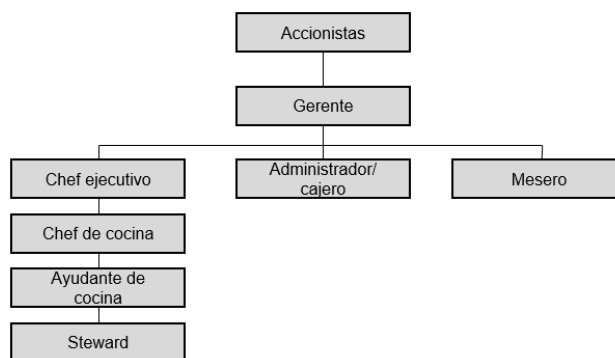 Accionistas
Gerente
Chef ejecutivo
Administrador/
cajero
Mesero
Chef de cocina
Ayudante de
cocina
Steward